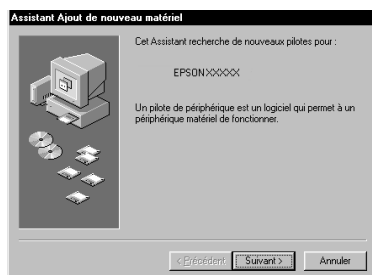 Assistant Ajout de nouveau matériel
Cet Assistant recherche de nouveaux pilotes pour :
EPSONXXXXX
Un pilote de périphérique est un logiciel qui permet à un
périphérique matériel de fonctionner.
< Précédent
Suivant >
Annuler